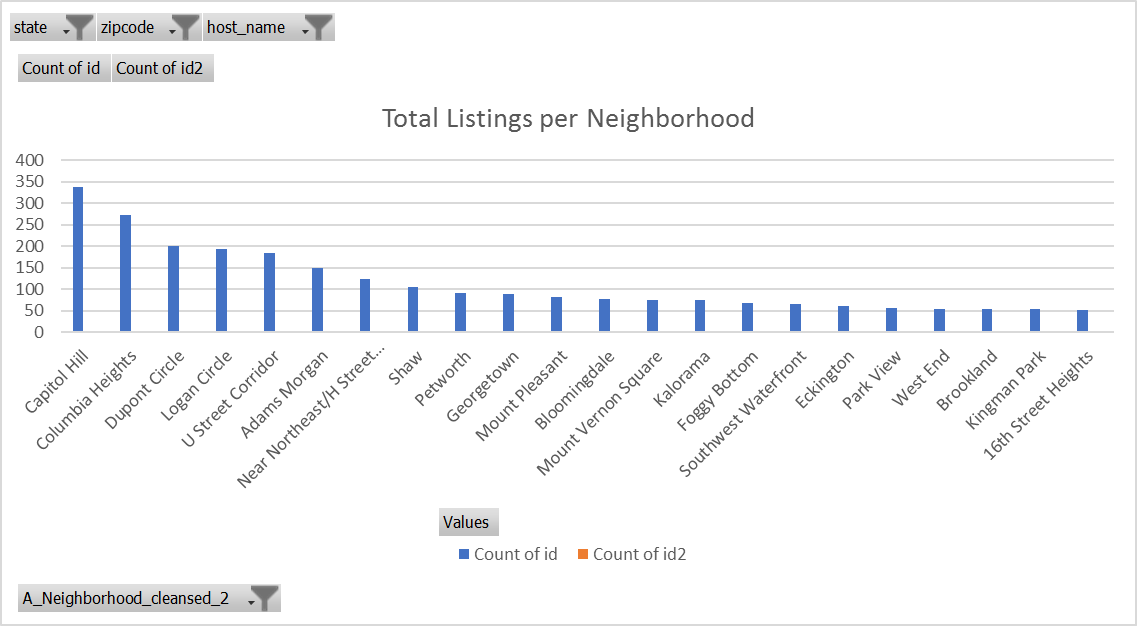 state zipcode host_name
Count of id Count of id2
Total Listings per Neighborhood
400
350
300
250
200
150
100
50
0
Capitol Hill
Columbia Heights
Dupont Circle
Logan Circle
U Street Corridor
Adams Morgan
Near Northeast/H Street...
Shaw
Petworth
Georgetown
Mount Pleasant
Bloomingdale
Mount Vernon Square
Kalorama
Foggy Bottom
Southwest Waterfront
Eckington
Park View
West End
Brookland
Kingman Park
16th Street Heights
Values
Count of id Count of id2
A_Neighborhood_cleansed_2